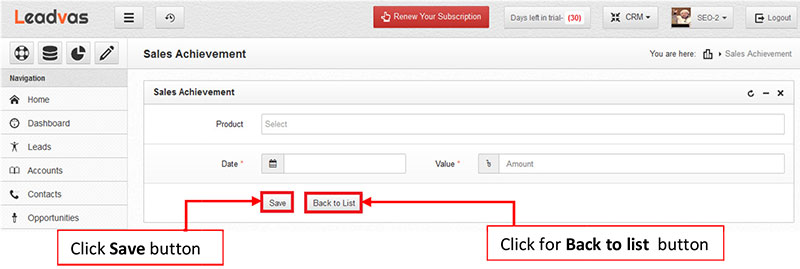 Leadvas
Renew Your Subscription
Days left in trial- (30)
CRM
SEO-2
Logout
Sales Achievement
You are here: Sales Achievement
Navigation
Home
Dashboard
Leads
Accounts
Contacts
Opportunities
Sales Achievement
Product
Select
Date *
Value *
Amount
Save
Back to List
Click Save button
Click for Back to list button